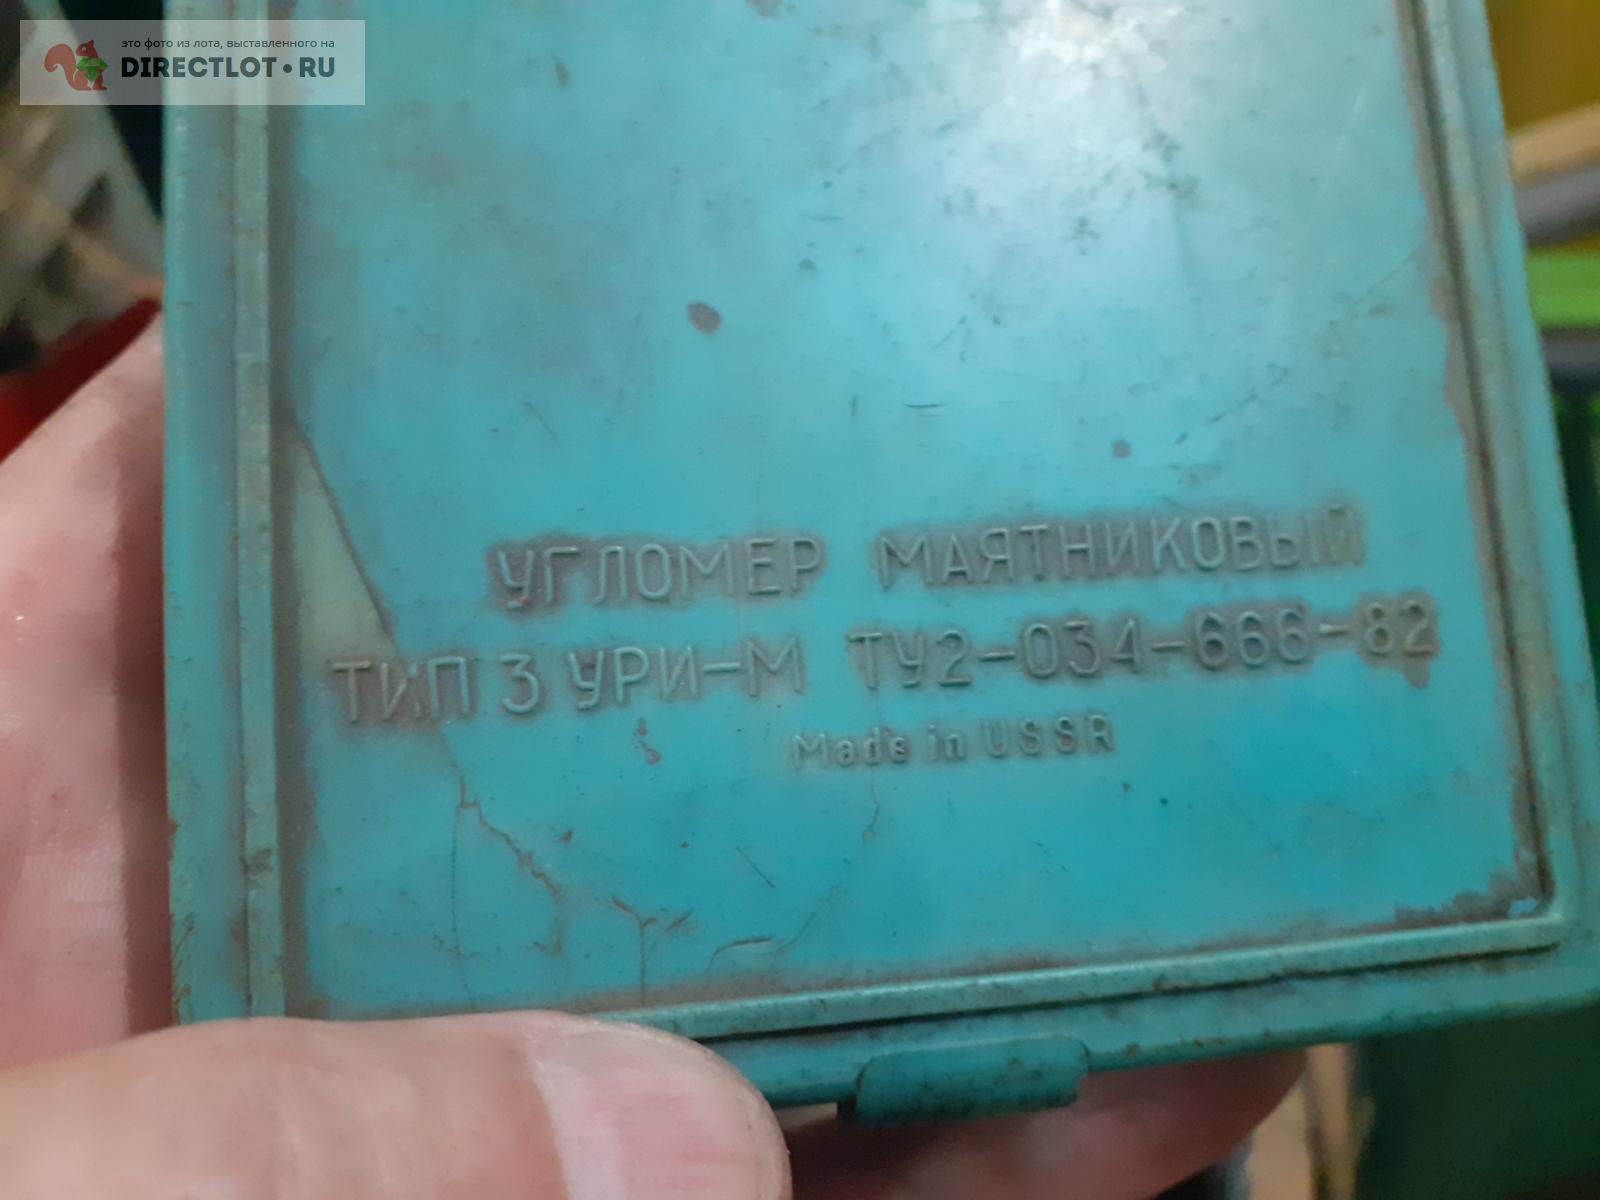 это фото из лота, выставленного на
DIRECTLOT•RU
УГЛОМЕР МАЯТНИКОВЫЙ
ТИП 3 УРИ-М ТУ2-034-666-82
Made in USSR